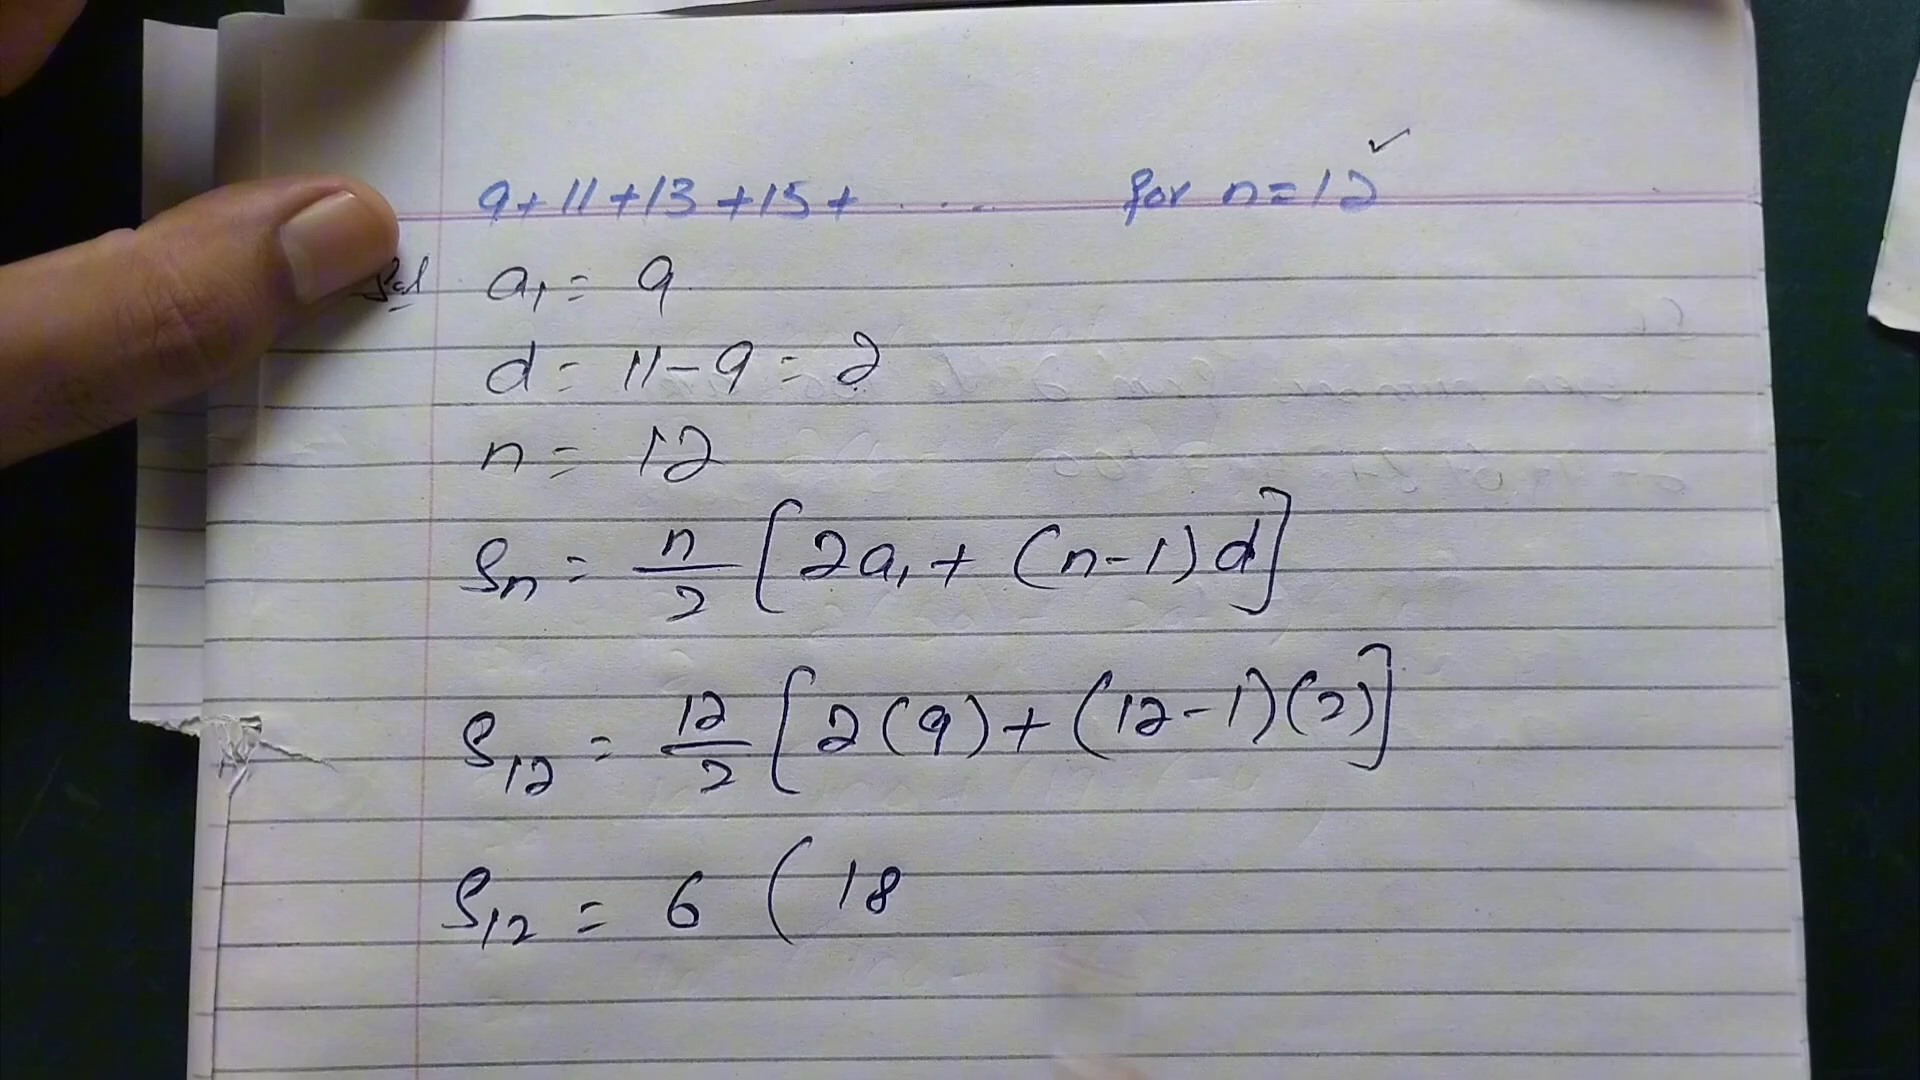 9+11+13+15+ . . . . for n=12 ✓
Sol a₁ = 9
d = 11-9 = 2
n = 12
Sn = n/2 [2a₁ + (n-1)d]
S₁₂ = 12/2 [2(9) + (12-1)(2)]
S₁₂ = 6 ( 18